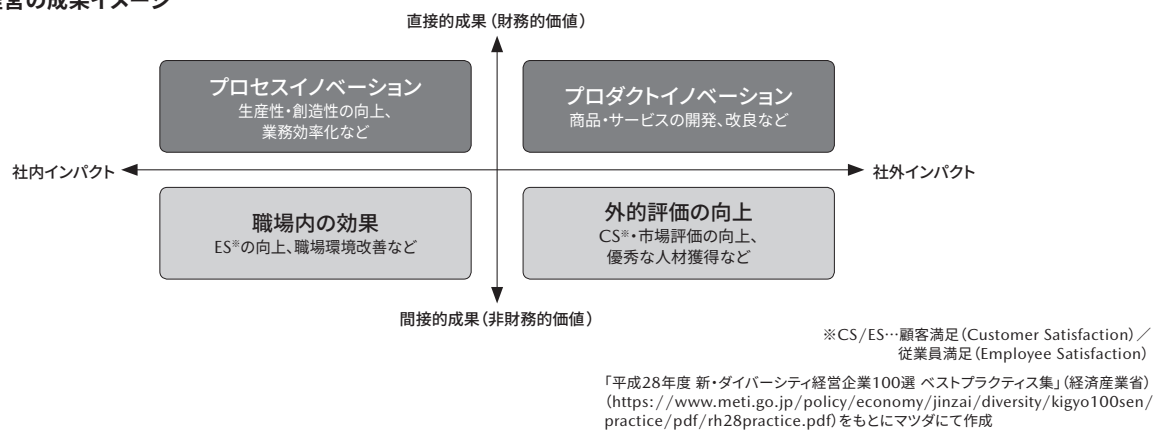 営の成果イメージ
直接的成果（財務的価値）
プロセスイノベーション
生産性・創造性の向上、
業務効率化など
プロダクトイノベーション
商品・サービスの開発、改良など
社内インパクト
社外インパクト
職場内の効果
ES※の向上、職場環境改善など
外的評価の向上
CS※・市場評価の向上、
優秀な人材獲得など
間接的成果（非財務的価値）
※CS/ES…顧客満足（Customer Satisfaction）／
従業員満足（Employee Satisfaction）
「平成28年度 新・ダイバーシティ経営企業100選 ベストプラクティス集」（経済産業省）
（https://www.meti.go.jp/policy/economy/jinzai/diversity/kigyo100sen/
practice/pdf/rh28practice.pdf）をもとにマツダにて作成